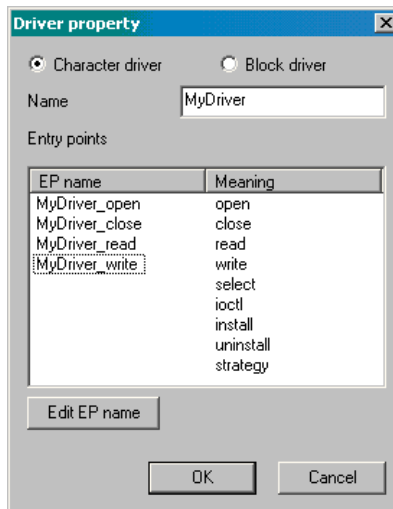 Driver property
Character driver Block driver
Name MyDriver
Entry points
EP name Meaning
MyDriver_open open
MyDriver_close close
MyDriver_read read
MyDriver_write write
select
ioctl
install
uninstall
strategy
Edit EP name
OK Cancel